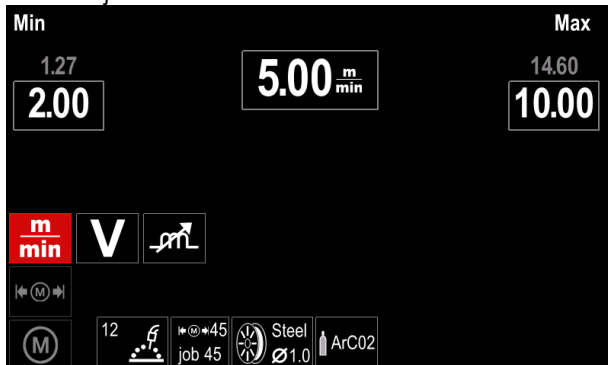 Min Max
1.27 14.60
2.00 5.00 m/min 10.00
m/min V
M
M 12 M 45 job 45 Steel Ø1.0 ArC02